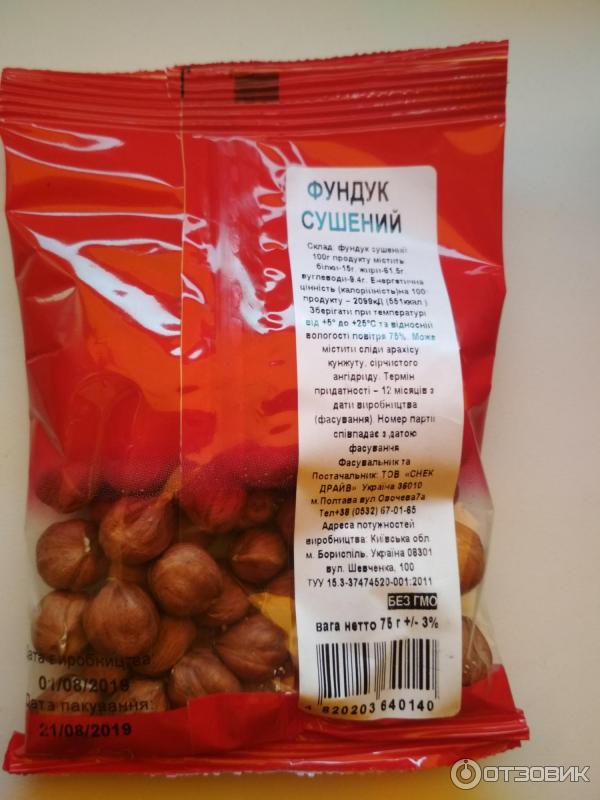 ФУНДУК
СУШЕНИЙ
Склад: фундук сушений
100г продукту містить
білки-15г. жири-61.5г
вуглеводи-9.4г. Енергетична
цінність (калорійність)на 100г
продукту – 2099кД (551ккал.)
Зберігати при температурі
від +5° до +25°С та відносній
вологості повітря 75%. Може
містити сліди арахісу
кунжуту, сірчистого
ангідриду. Термін
придатності – 12 місяців з
дати виробництва
(фасування). Номер партії
співпадає з датою
фасування
Фасувальник та
Постачальник: ТОВ «СНЕК
ДРАЙВ» Україна 36010
м.Полтава вул Овочева7а
Тел+38 (0532) 67-01-65
Адреса потужностей
виробництва: Київська обл
м. Бориспіль. Україна 08301
вул. Шевченка, 100
ТУУ 15.3-37474520-001:2011
БЕЗ ГМО
вага нетто 75 г +/- 3%
4 820203 640140
Дата виробництва
01/08/2019
Дата пакування:
21/08/2019
ОТЗОВИК